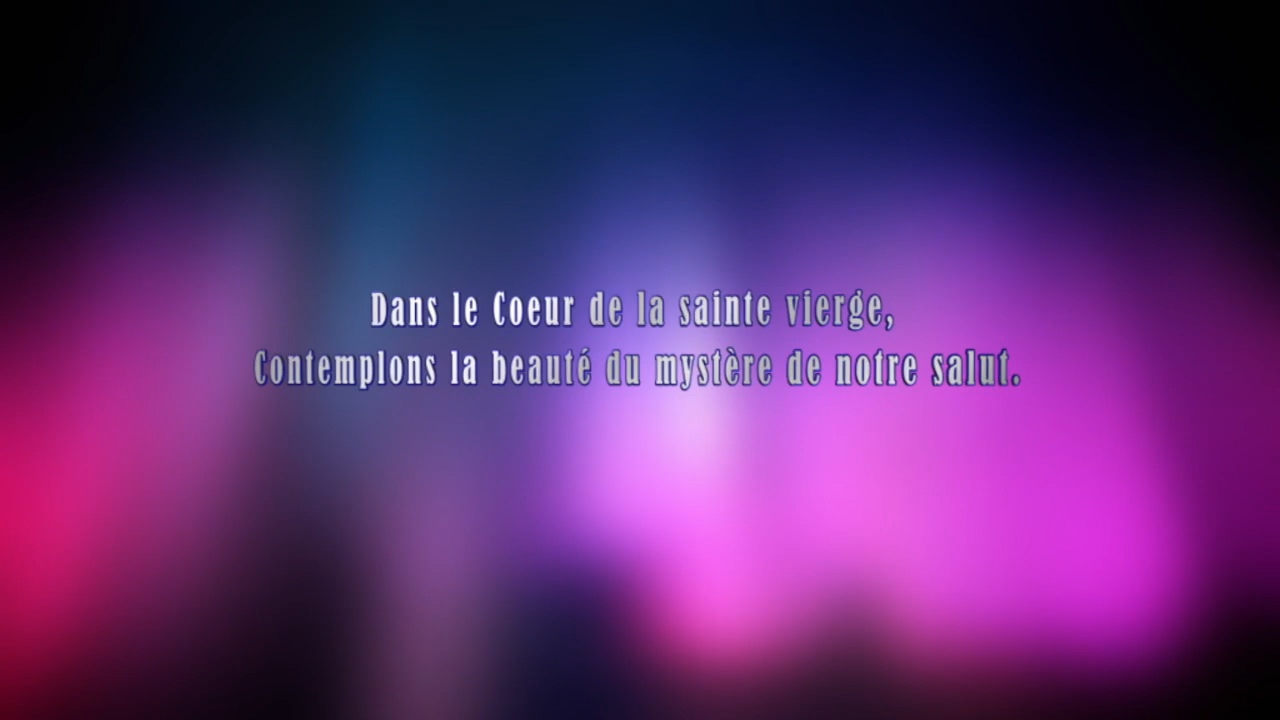 Dans le Coeur de la sainte vierge,
Contemplons la beauté du mystère de notre salut.